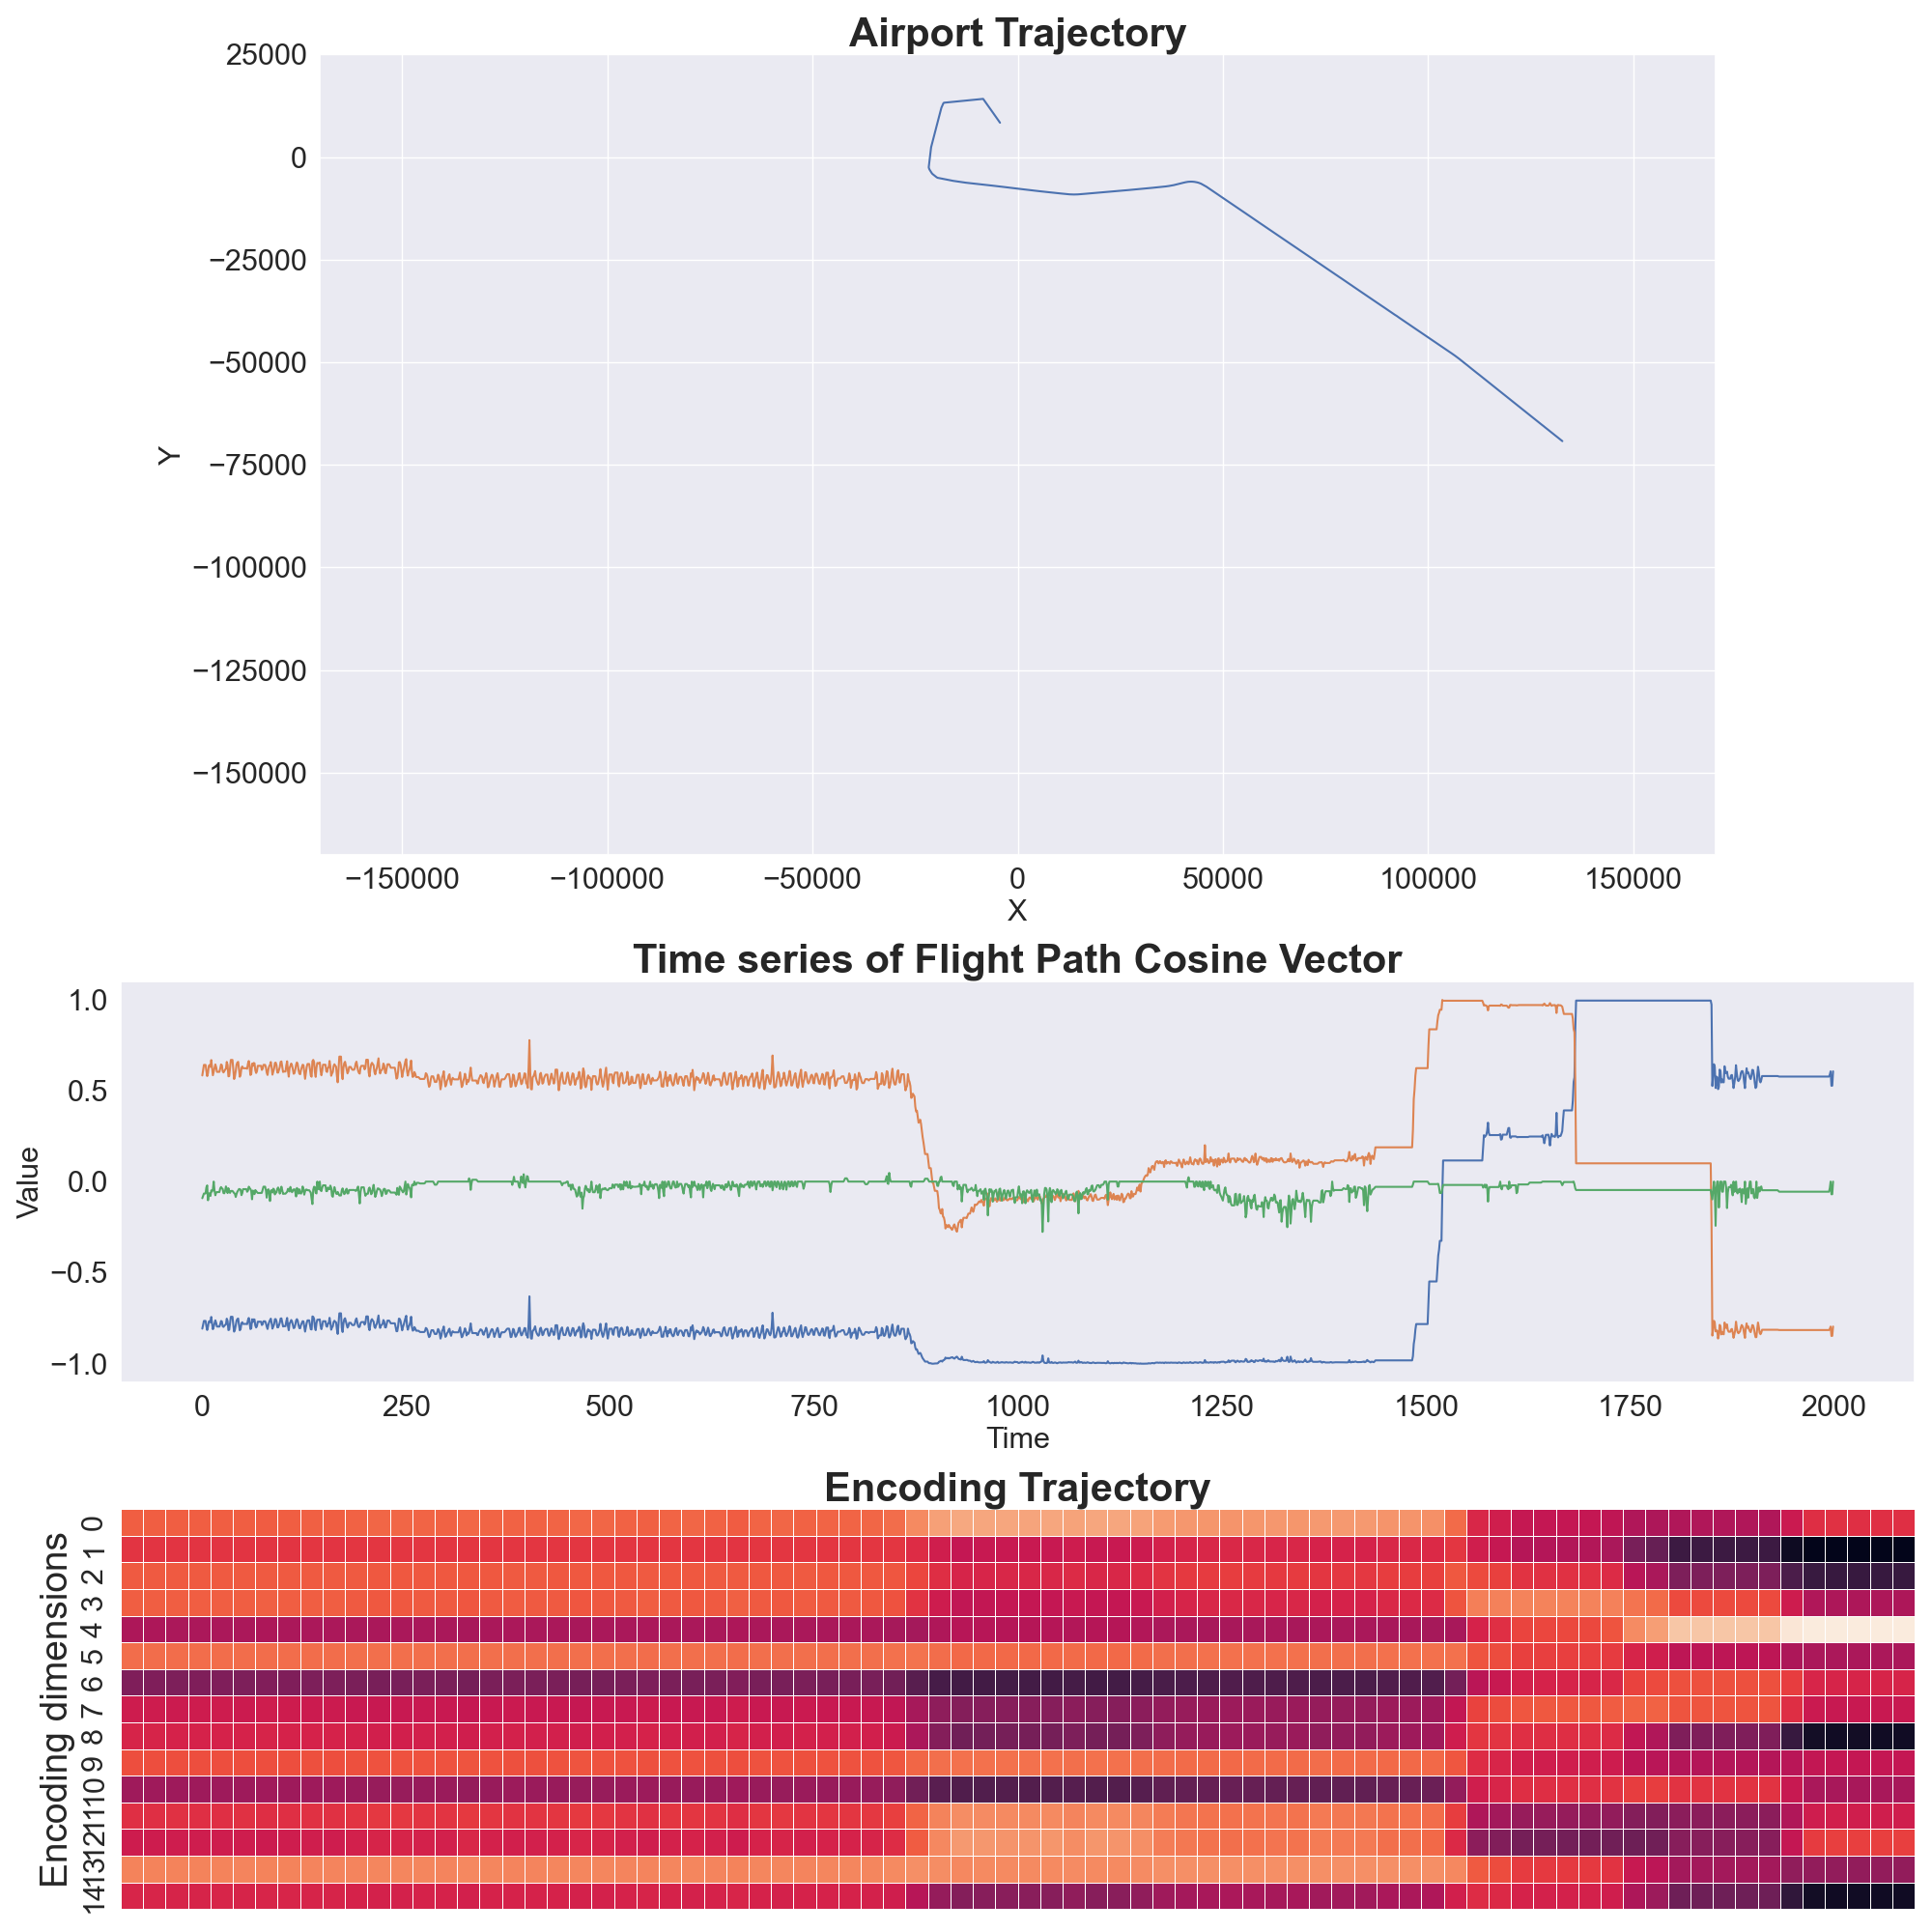 Airport Trajectory
25000
0
−25000
−50000
−75000
−100000
−125000
−150000
Y
−150000 −100000 −50000 0 50000 100000 150000
X
Time series of Flight Path Cosine Vector
1.0
0.5
0.0
−0.5
−1.0
Value
0 250 500 750 1000 1250 1500 1750 2000
Time
Encoding Trajectory
Encoding dimensions
0
1
2
3
4
5
6
7
8
9
10
11
12
13
14